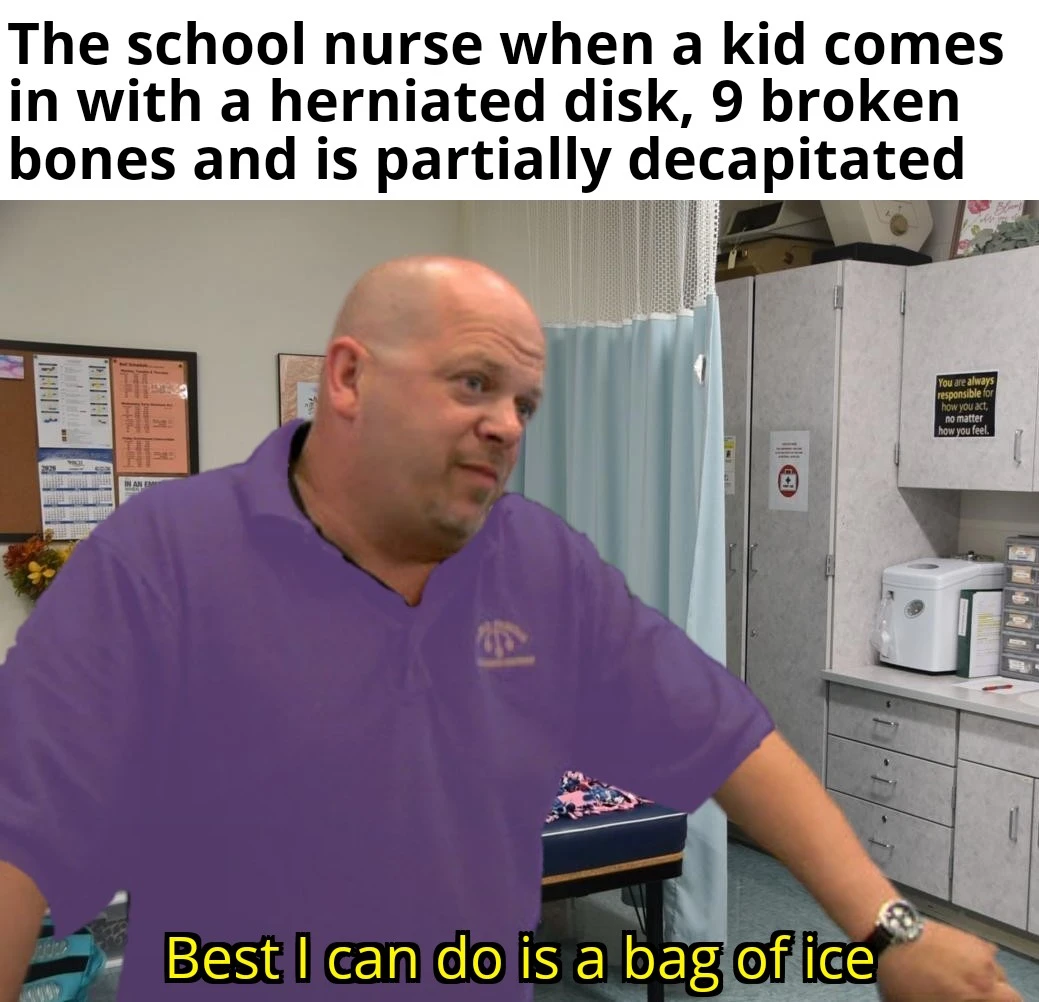 The school nurse when a kid comes
in with a herniated disk, 9 broken
bones and is partially decapitated
You are always
responsible for
how you act,
no matter
how you feel.
Best I can do is a bag of ice